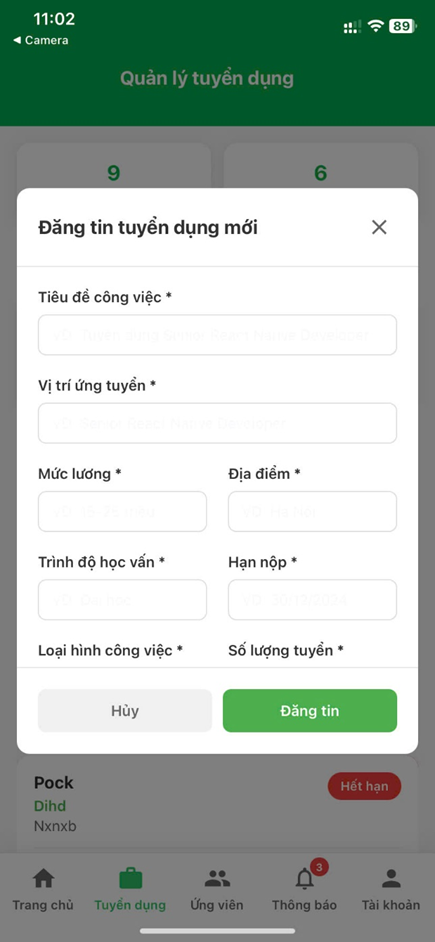 11:02
89
◀ Camera
Quản lý tuyển dụng
9
6
Đăng tin tuyển dụng mới
Tiêu đề công việc *
VD: Tuyển dụng Senior React Native Developer
Vị trí ứng tuyển *
VD: Senior React Native Developer
Mức lương *
Địa điểm *
VD: Hà Nội
Trình độ học vấn *
Hạn nộp *
VD: Đại học
VD: 30/12/2024
Loại hình công việc *
Số lượng tuyển *
Hủy
Đăng tin
Pock
Hết hạn
Dihd
Nxnxb
3
Trang chủ
Tuyển dụng
Ứng viên
Thông báo
Tài khoản